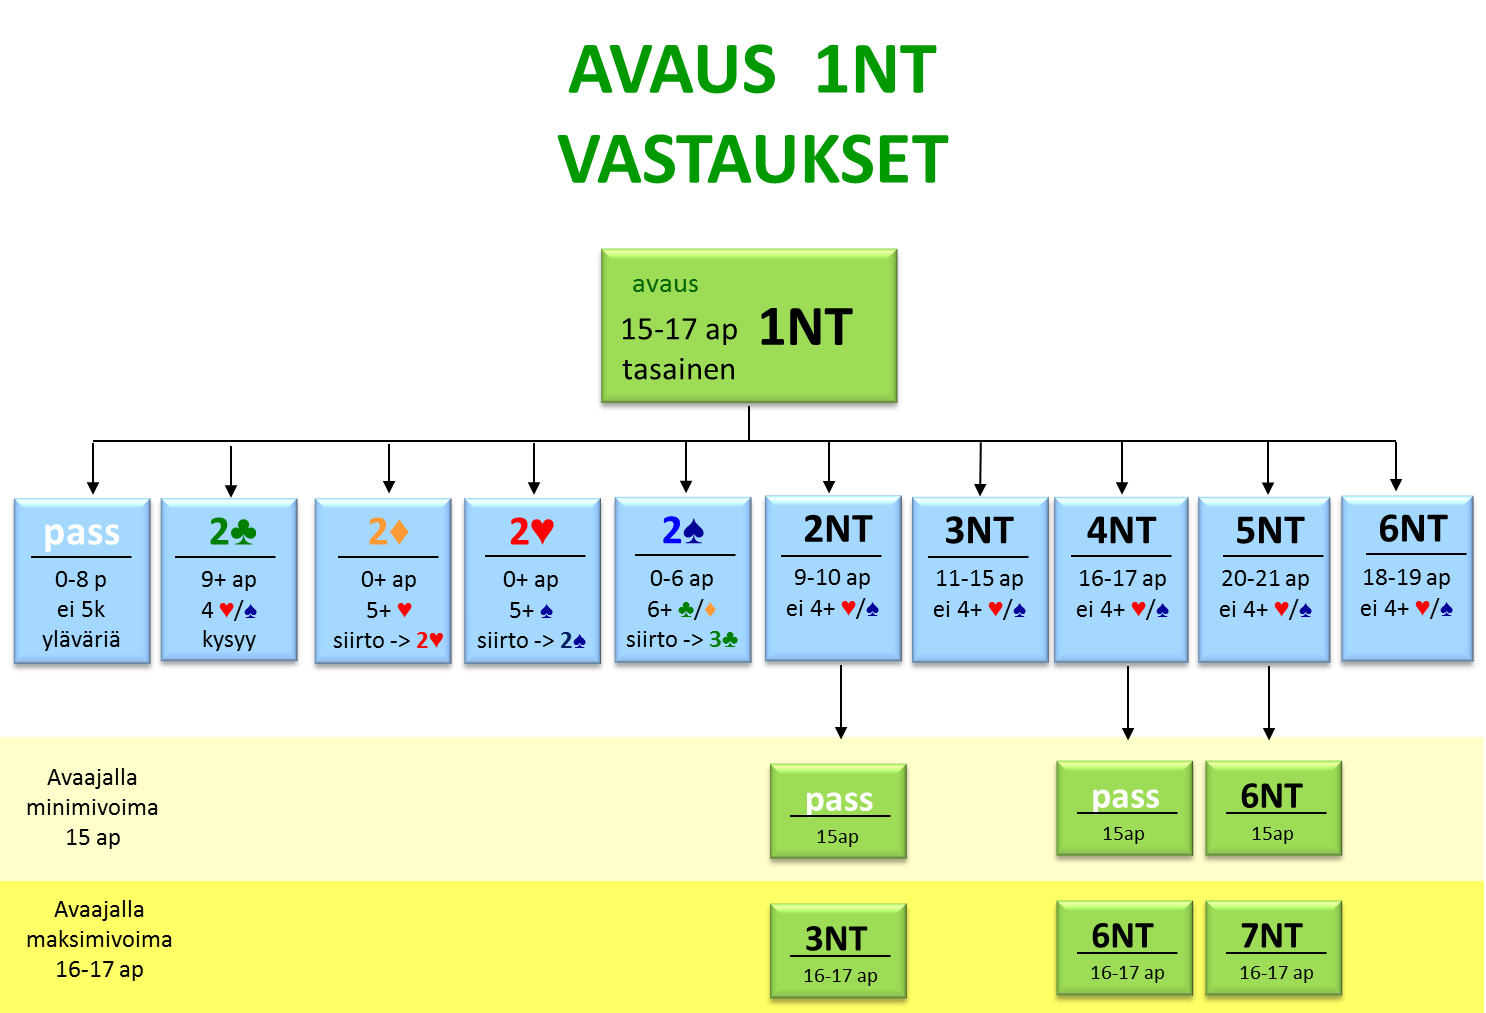 AVAUS 1NT
VASTAUKSET
avaus
15-17 ap 1NT
tasainen
pass
0-8 p
ei 5k
yläväriä
2♣
9+ ap
4 ♥/♠
kysyy
2♦
0+ ap
5+ ♥
siirto -> 2♥
2♥
0+ ap
5+ ♠
siirto -> 2♠
2♠
0-6 ap
6+ ♣/♦
siirto -> 3♣
2NT
9-10 ap
ei 4+ ♥/♠
3NT
11-15 ap
ei 4+ ♥/♠
4NT
16-17 ap
ei 4+ ♥/♠
5NT
20-21 ap
ei 4+ ♥/♠
6NT
18-19 ap
ei 4+ ♥/♠
Avaajalla
minimivoima
15 ap
pass
15ap
pass
15ap
6NT
15ap
Avaajalla
maksimivoima
16-17 ap
3NT
16-17 ap
6NT
16-17 ap
7NT
16-17 ap